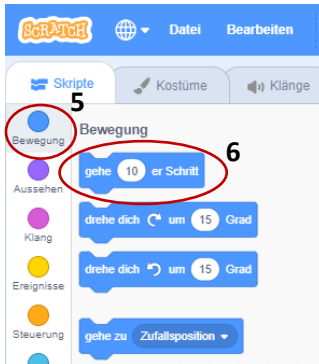 SCRATCH Datei Bearbeiten
Skripte Kostüme Klänge
5
Bewegung
Bewegung
6
gehe 10 er Schritt
Aussehen
drehe dich um 15 Grad
Klang
drehe dich um 15 Grad
Ereignisse
Steuerung
gehe zu Zufallsposition